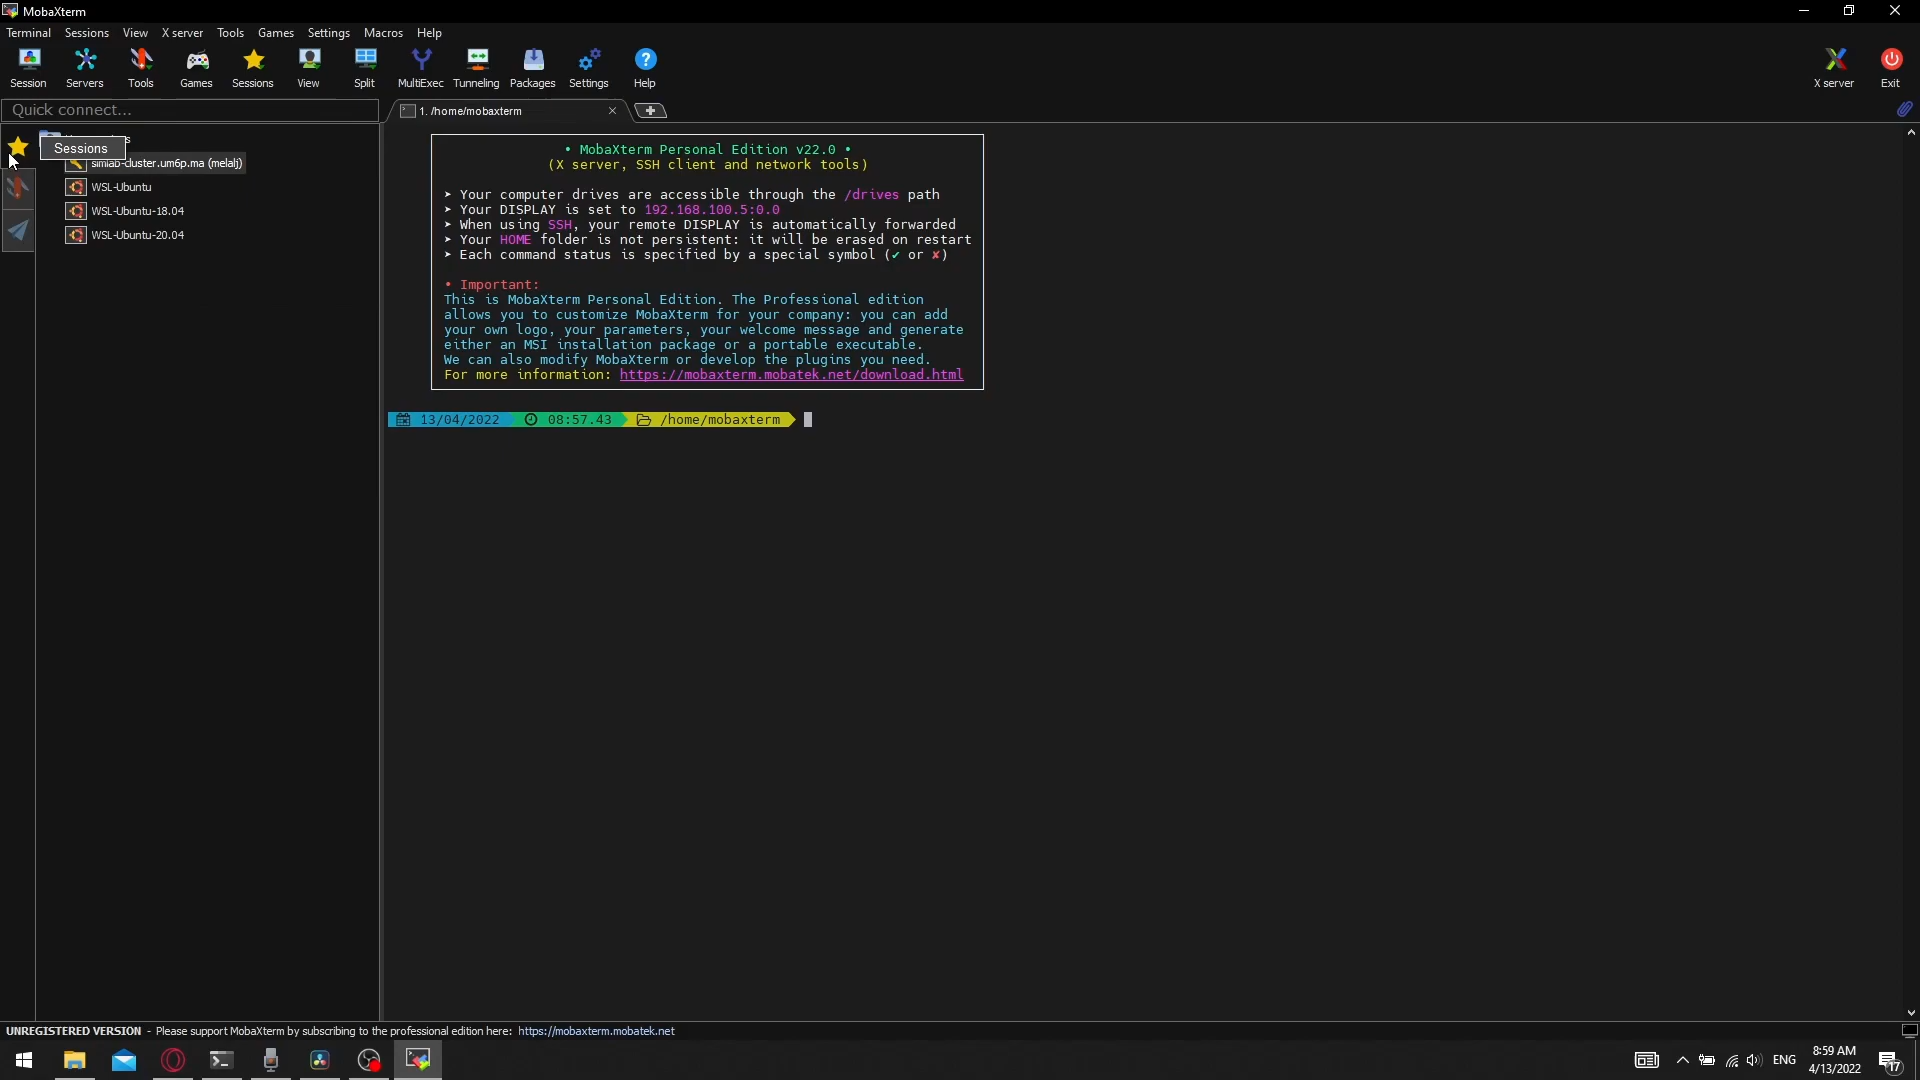 MobaXterm
Terminal Sessions View X server Tools Games Settings Macros Help
Session Servers Tools Games Sessions View Split MultiExec Tunneling Packages Settings Help X server Exit
Quick connect...
1. /home/mobaxterm
Sessions
simlab-cluster.um6p.ma (melalj)
WSL-Ubuntu
WSL-Ubuntu-18.04
WSL-Ubuntu-20.04
• MobaXterm Personal Edition v22.0 •
(X server, SSH client and network tools)
➤ Your computer drives are accessible through the /drives path
➤ Your DISPLAY is set to 192.168.100.5:0.0
➤ When using SSH, your remote DISPLAY is automatically forwarded
➤ Your HOME folder is not persistent: it will be erased on restart
➤ Each command status is specified by a special symbol (✔ or ✘)
• Important:
This is MobaXterm Personal Edition. The Professional edition
allows you to customize MobaXterm for your company: you can add
your own logo, your parameters, your welcome message and generate
either an MSI installation package or a portable executable.
We can also modify MobaXterm or develop the plugins you need.
For more information: https://mobaxterm.mobatek.net/download.html
13/04/2022 08:57.43 /home/mobaxterm
UNREGISTERED VERSION - Please support MobaXterm by subscribing to the professional edition here: https://mobaxterm.mobatek.net
ENG
8:59 AM
4/13/2022
17